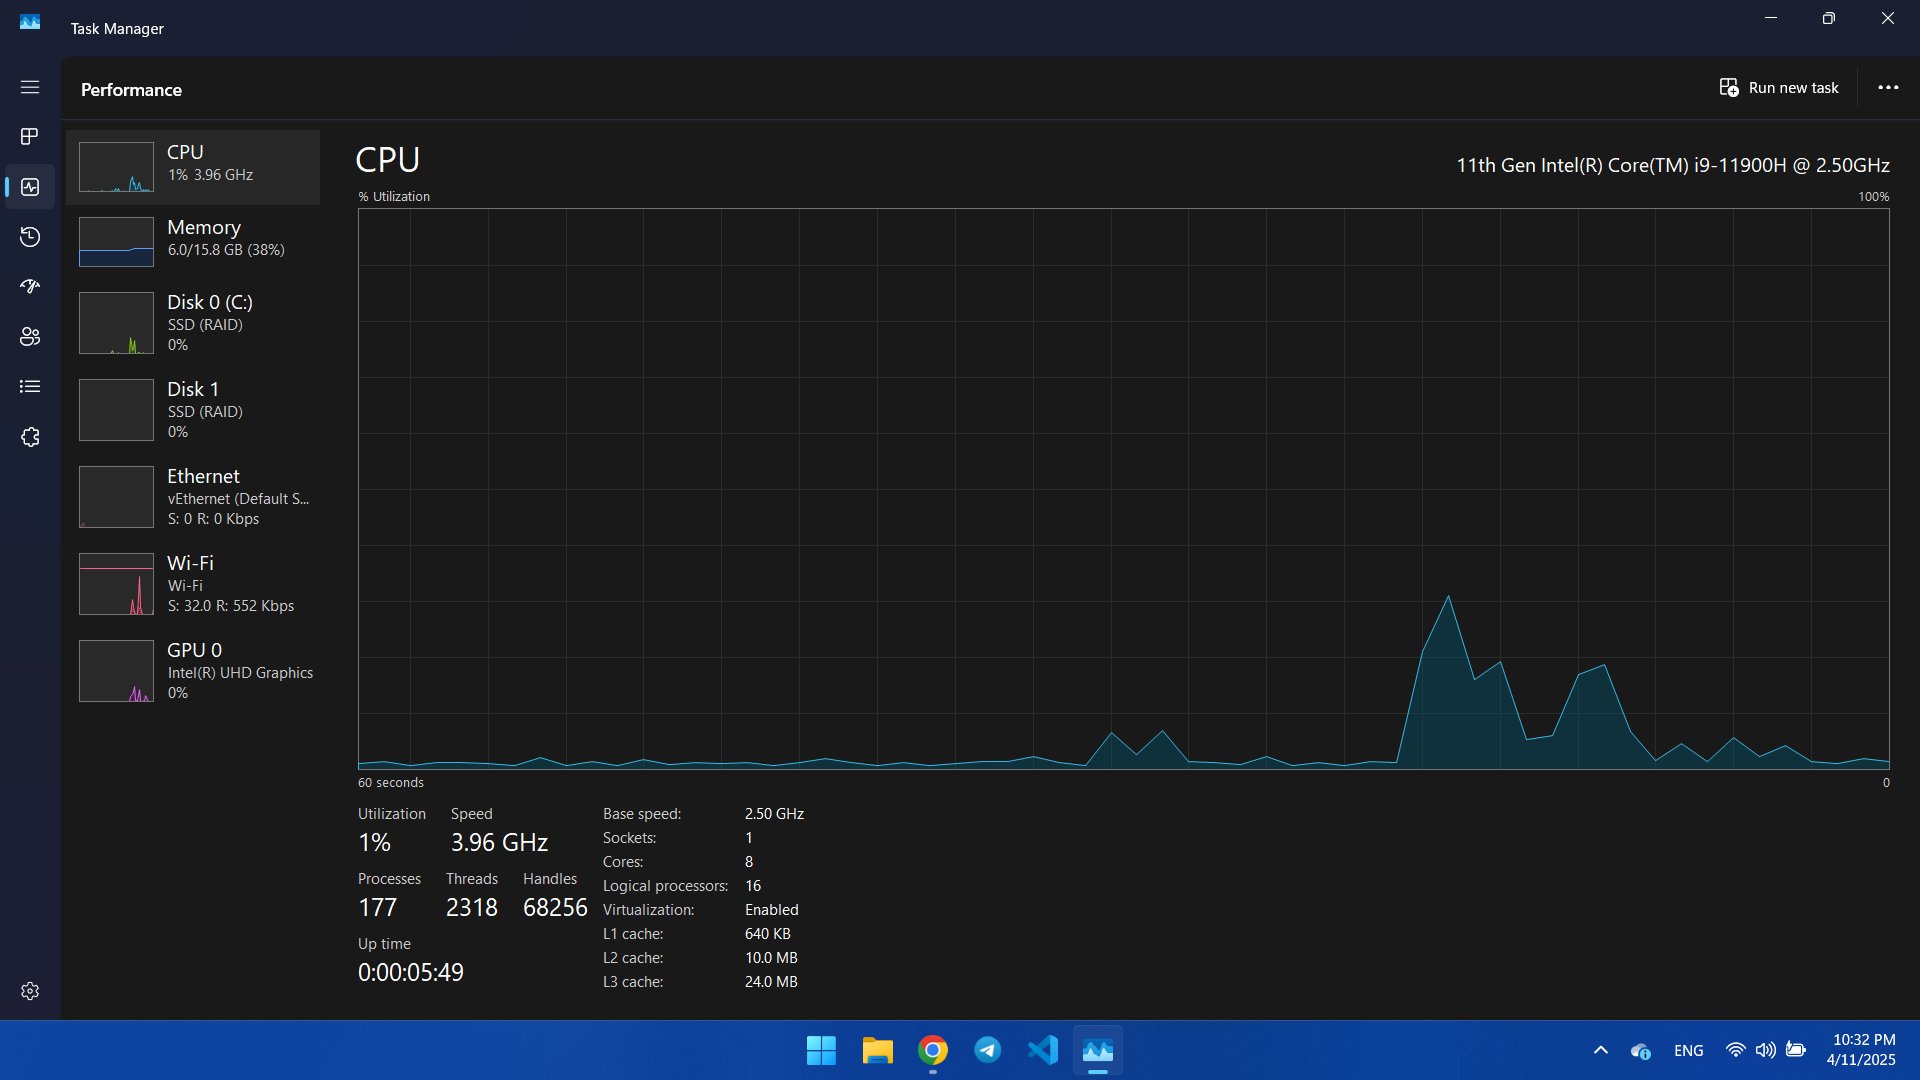 Task Manager
Performance
Run new task
CPU
1% 3.96 GHz
Memory
6.0/15.8 GB (38%)
Disk 0 (C:)
SSD (RAID)
0%
Disk 1
SSD (RAID)
0%
Ethernet
vEthernet (Default S...
S: 0 R: 0 Kbps
Wi-Fi
Wi-Fi
S: 32.0 R: 552 Kbps
GPU 0
Intel(R) UHD Graphics
0%
CPU
11th Gen Intel(R) Core(TM) i9-11900H @ 2.50GHz
% Utilization
100%
60 seconds
0
Utilization
1%
Speed
3.96 GHz
Processes
177
Threads
2318
Handles
68256
Up time
0:00:05:49
Base speed: 2.50 GHz
Sockets: 1
Cores: 8
Logical processors: 16
Virtualization: Enabled
L1 cache: 640 KB
L2 cache: 10.0 MB
L3 cache: 24.0 MB
ENG
10:32 PM
4/11/2025